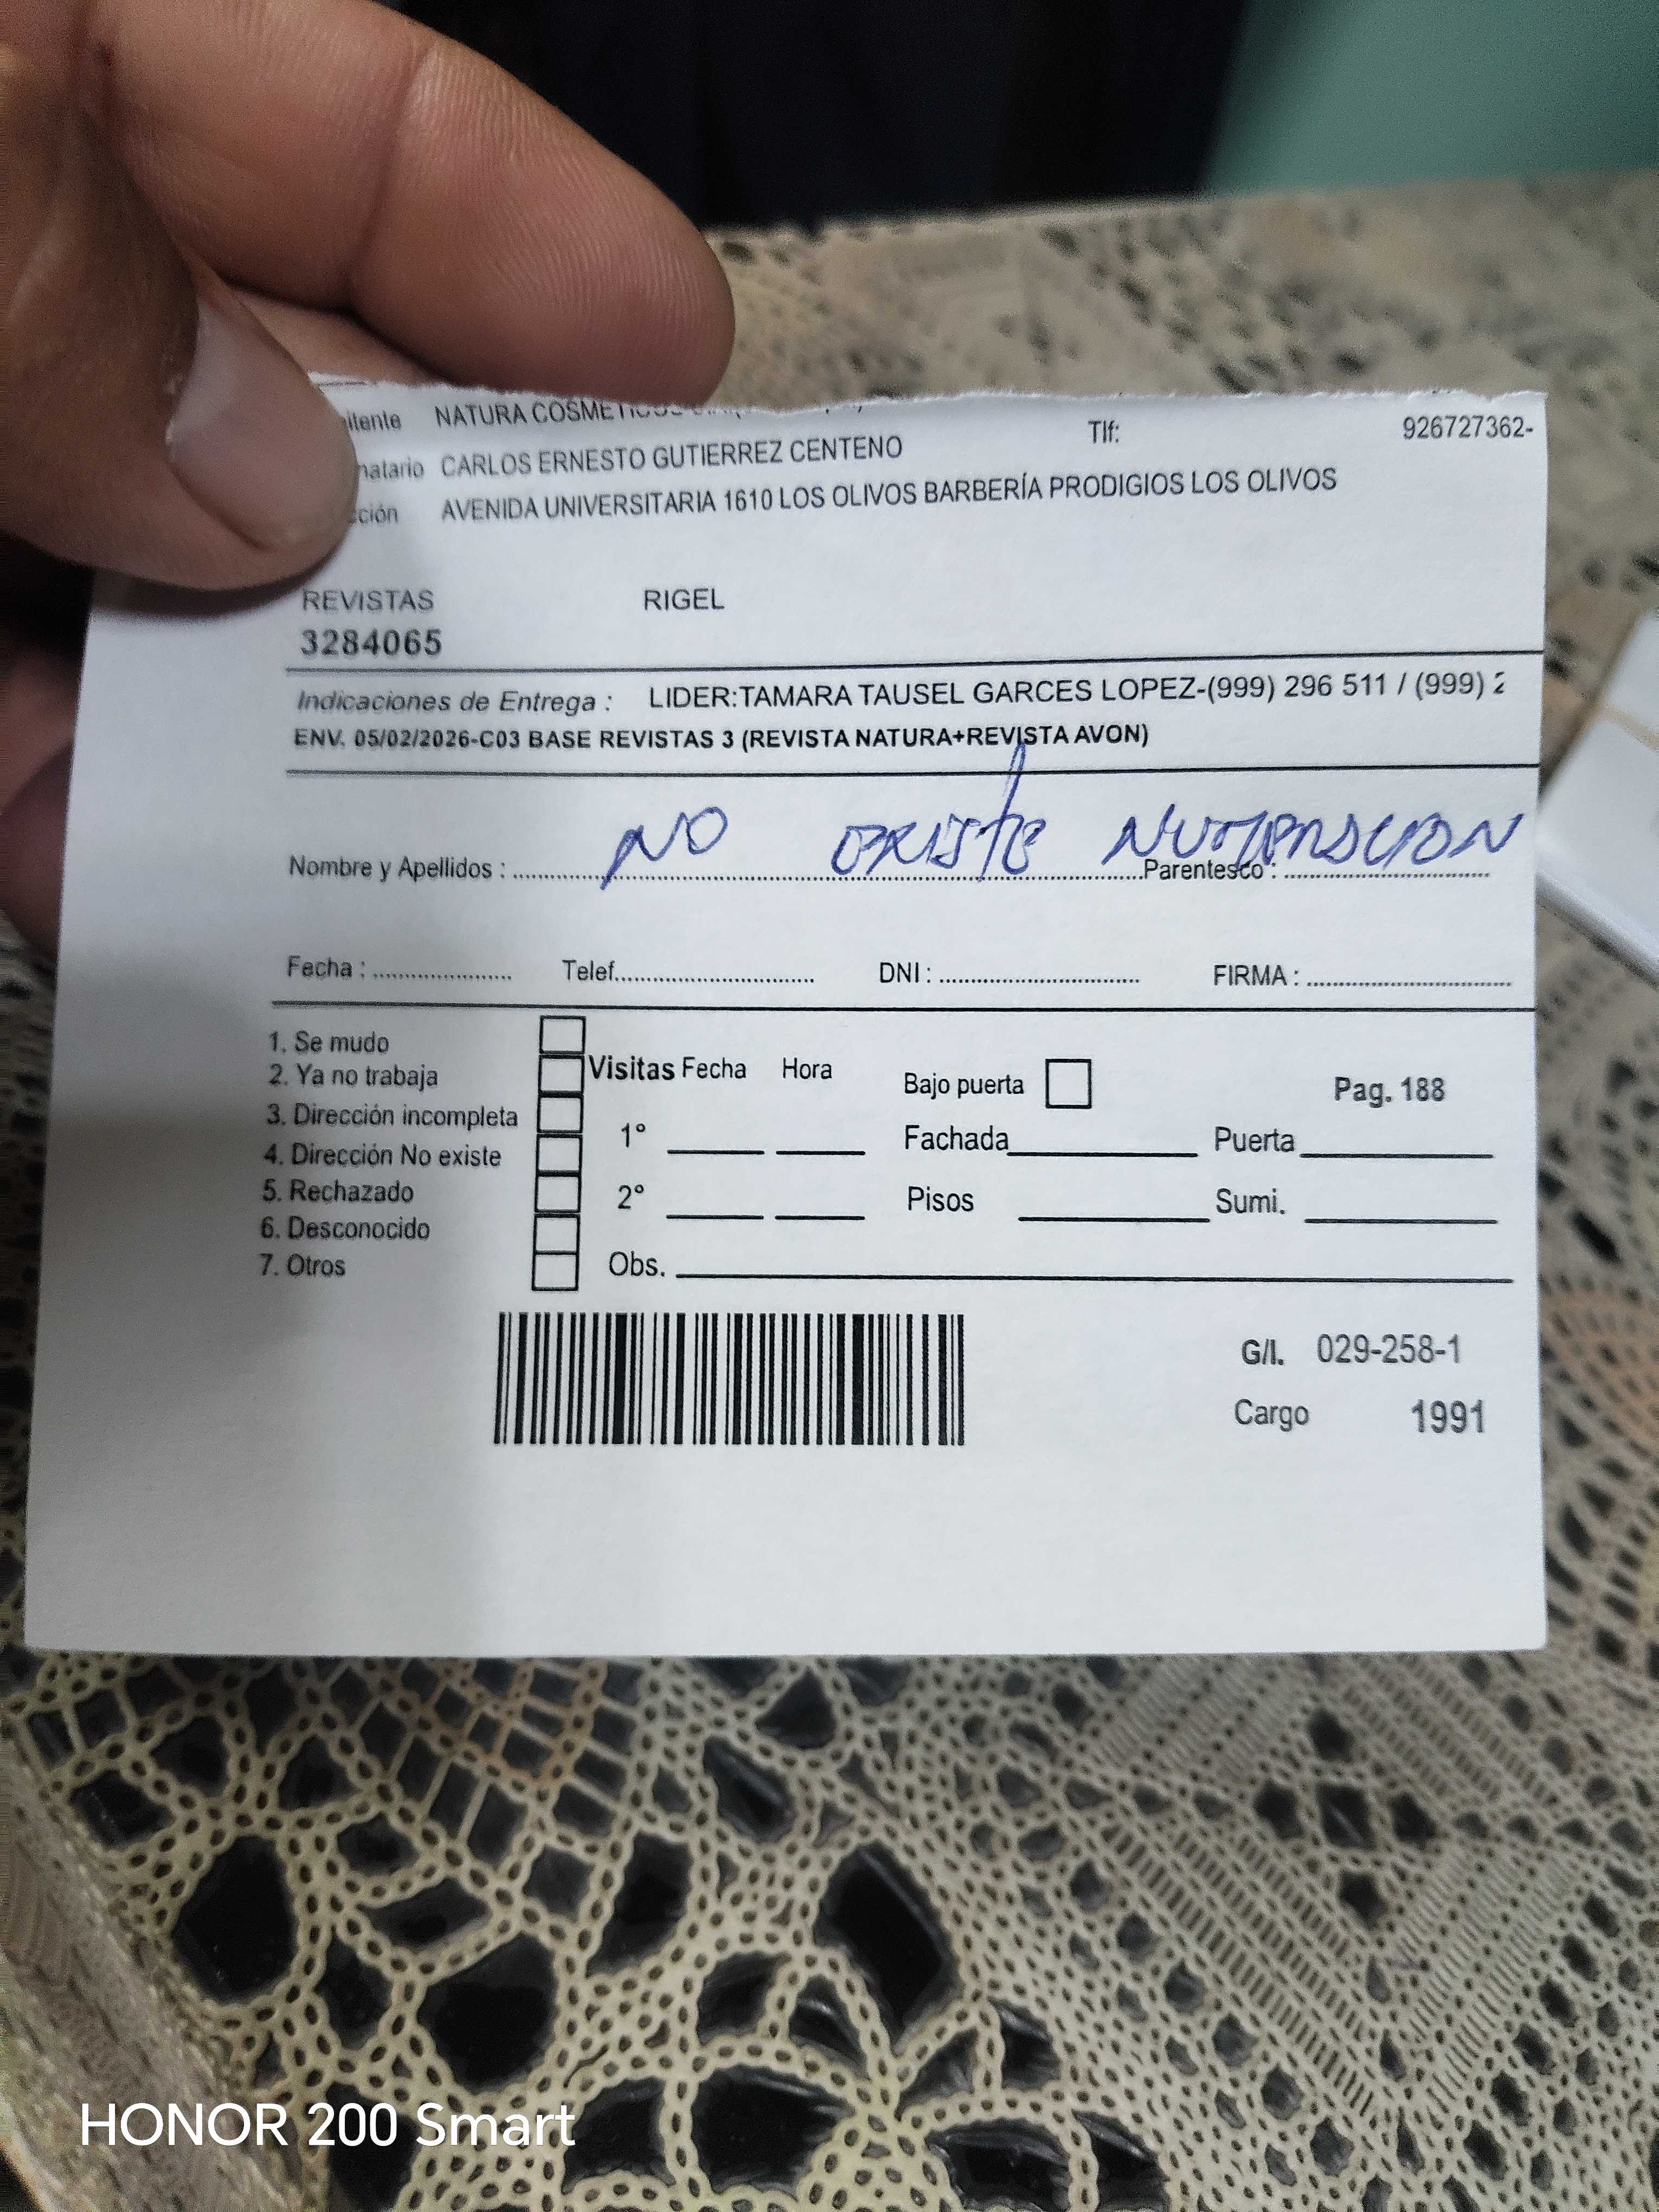 NATURA COSMETICOS
Tlf: 926727362-
CARLOS ERNESTO GUTIERREZ CENTENO
AVENIDA UNIVERSITARIA 1610 LOS OLIVOS BARBERÍA PRODIGIOS LOS OLIVOS
REVISTAS RIGEL
3284065
Indicaciones de Entrega : LIDER:TAMARA TAUSEL GARCES LOPEZ-(999) 296 511 / (999) 2
ENV. 05/02/2026-C03 BASE REVISTAS 3 (REVISTA NATURA+REVISTA AVON)
NO EXISTE NUMERACION
Nombre y Apellidos : Parentesco :
Fecha : Telef. DNI : FIRMA :
1. Se mudo
2. Ya no trabaja
3. Dirección incompleta
4. Dirección No existe
5. Rechazado
6. Desconocido
7. Otros
Visitas Fecha Hora
1°
2°
Obs.
Bajo puerta
Pag. 188
Fachada Puerta
Pisos Sumi.
G/I. 029-258-1
Cargo 1991
HONOR 200 Smart